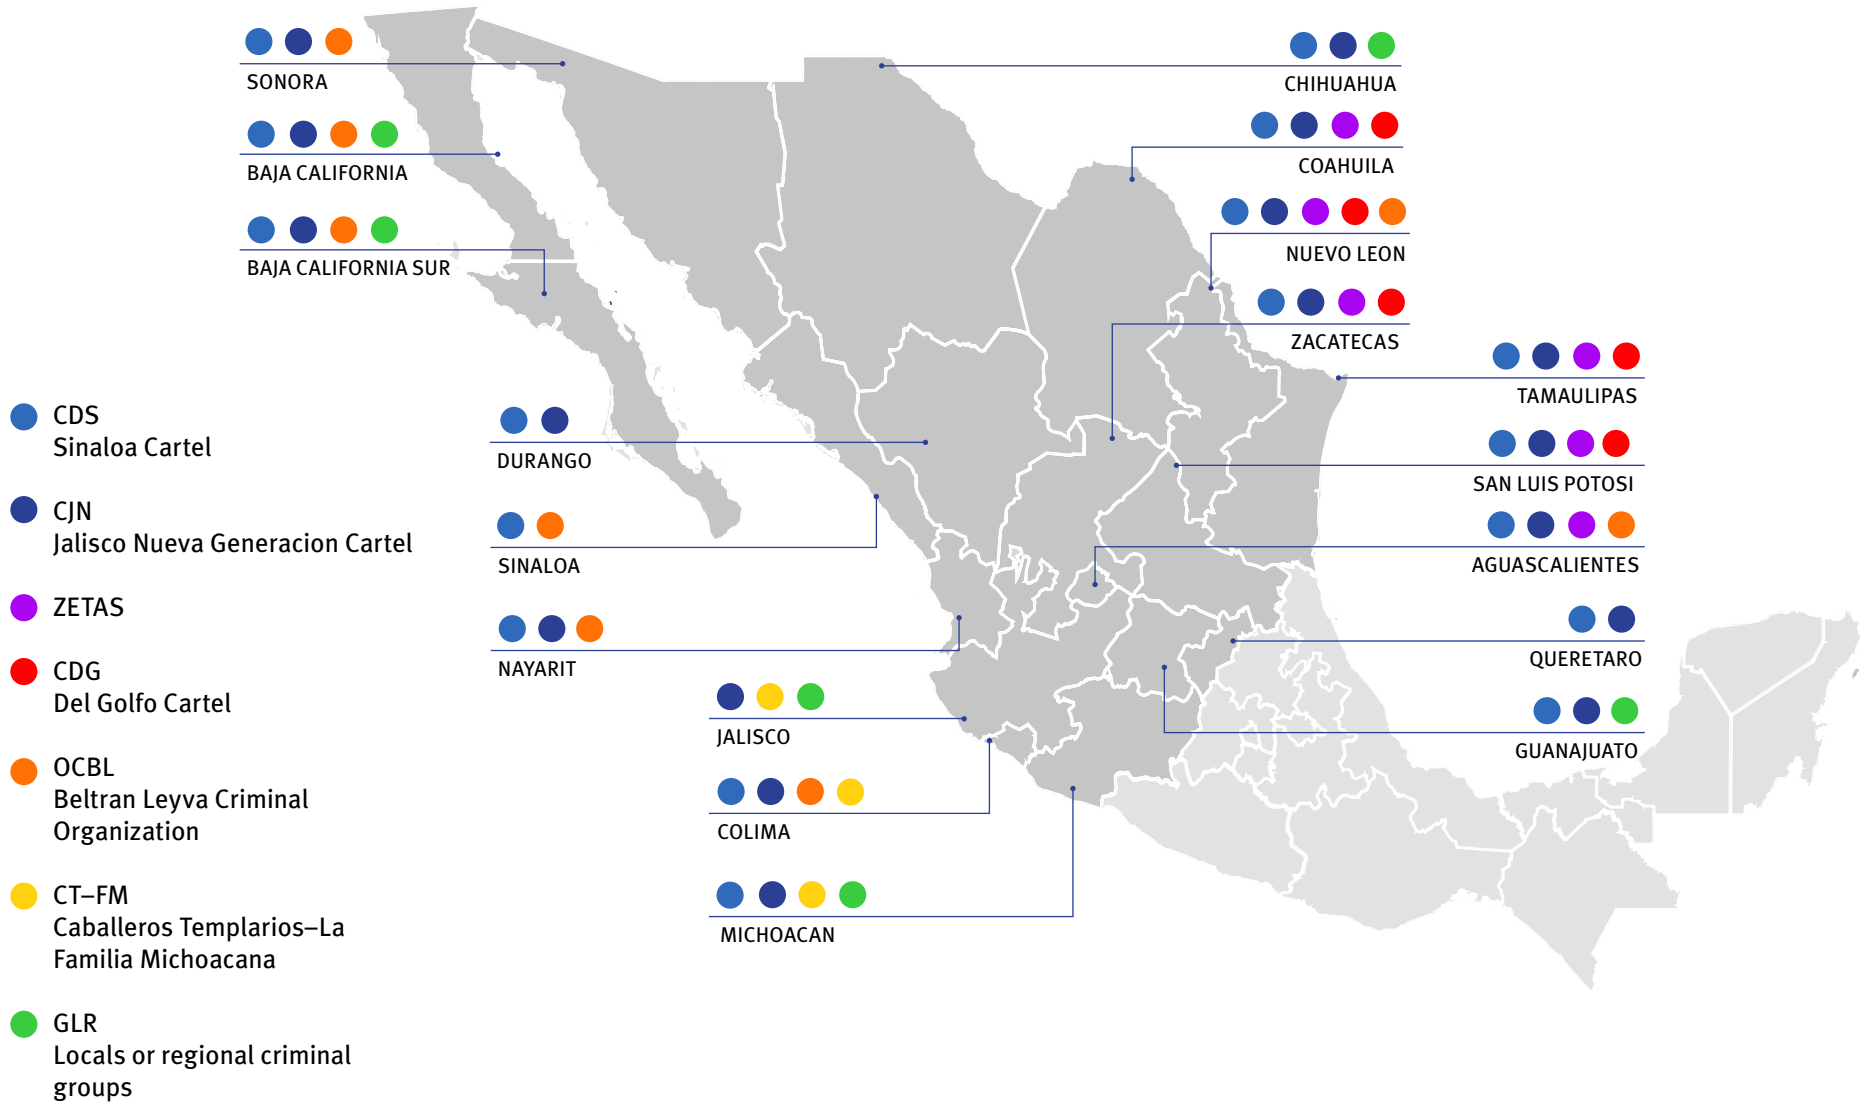 SONORA
BAJA CALIFORNIA
BAJA CALIFORNIA SUR
CHIHUAHUA
COAHUILA
NUEVO LEON
ZACATECAS
TAMAULIPAS
SAN LUIS POTOSI
AGUASCALIENTES
QUERETARO
GUANAJUATO
DURANGO
SINALOA
NAYARIT
JALISCO
COLIMA
MICHOACAN
CDS
Sinaloa Cartel
CJN
Jalisco Nueva Generacion Cartel
ZETAS
CDG
Del Golfo Cartel
OCBL
Beltran Leyva Criminal
Organization
CT–FM
Caballeros Templarios–La
Familia Michoacana
GLR
Locals or regional criminal
groups